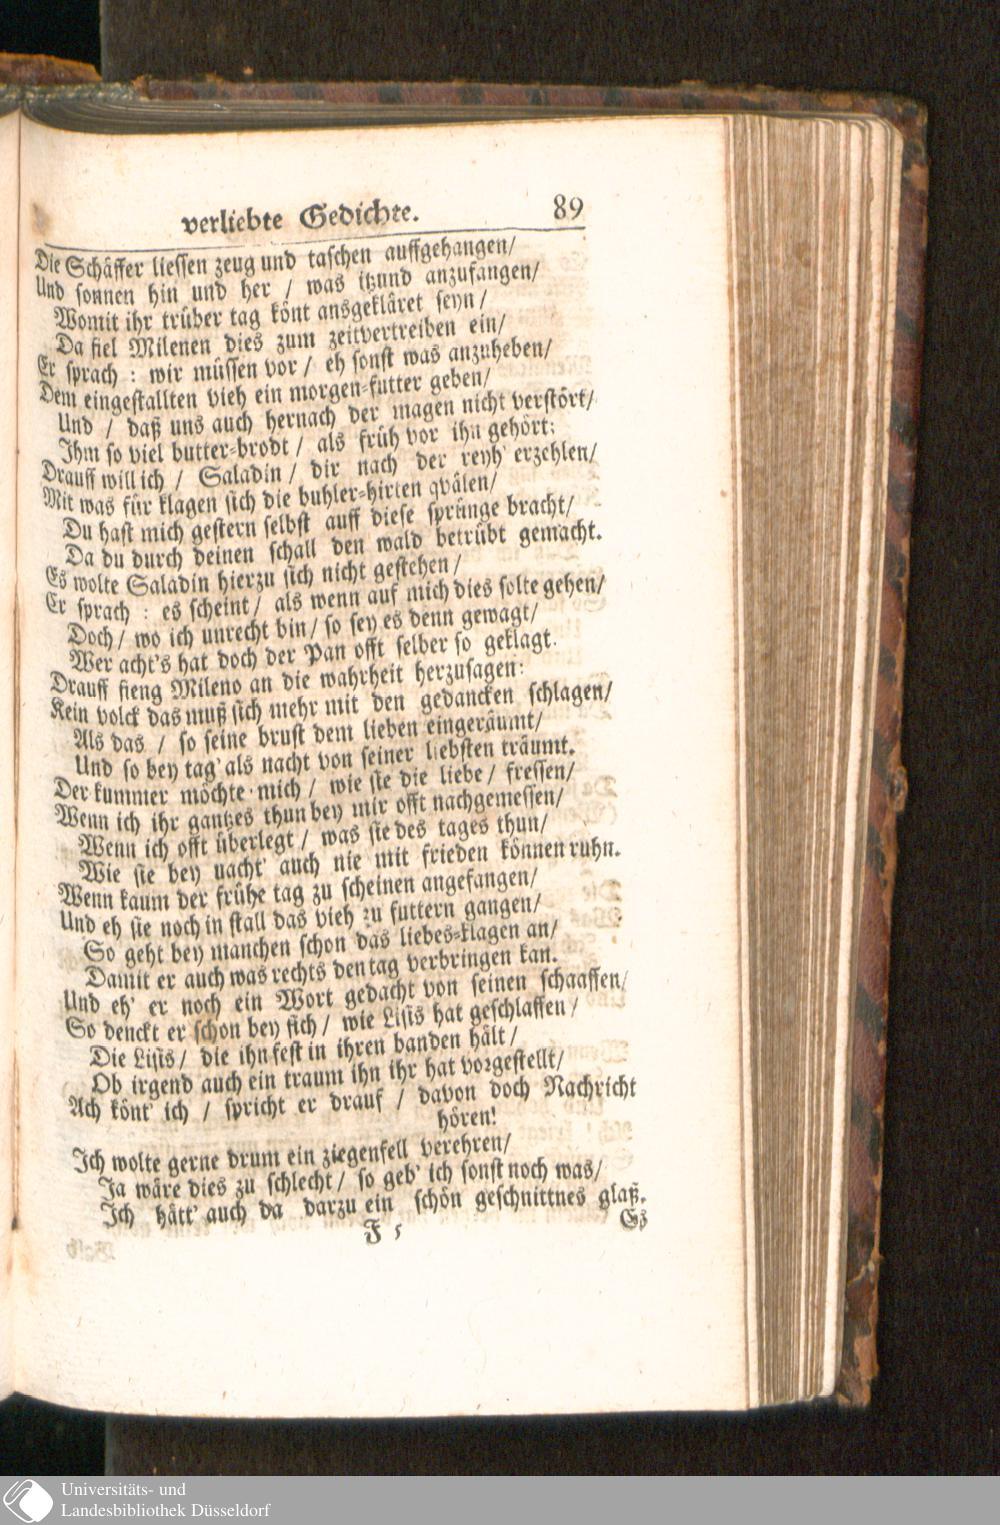 verliebte Gedichte. 89
Die Schäffer liessen zeug und taschen auffgehangen/
Und sonnen hin und her / was itzund anzufangen/
Womit ihr trüber tag könt ansgekläret seyn /
Da fiel Milenen dies zum zeitvertreiben ein/
Er sprach : wir müssen vor / eh sonst was anzuheben/
Dem eingestallten vieh ein morgen-futter geben/
Und / daß uns auch hernach der magen nicht verstört/
Ihm so viel butter-brodt / als früh vor ihn gehört:
Drauff will ich / Saladin / dir nach der reyh' erzehlen/
Mit was für klagen sich die buhler-hirten qvälen/
Du hast mich gestern selbst auff diese sprünge bracht/
Da du durch deinen schall den wald betrübt gemacht.
Es wolte Saladin hierzu sich nicht gestehen /
Er sprach : es scheint / als wenn auf mich dies solte gehen/
Doch / wo ich unrecht bin / so sey es denn gewagt/
Wer acht's hat doch der Pan offt selber so geklagt.
Drauff fieng Mileno an die wahrheit herzusagen:
Kein volck das muß sich mehr mit den gedancken schlagen/
Als das / so seine brust dem lieben eingeräumt/
Und so bey tag' als nacht von seiner liebsten träumt.
Der kummer möchte mich / wie sie die liebe / fressen/
Wenn ich ihr gantzes thun bey mir offt nachgemessen/
Wenn ich offt überlegt / was sie des tages thun/
Wie sie bey nacht' auch nie mit frieden können ruhn.
Wenn kaum der frühe tag zu scheinen angefangen/
Und eh sie noch in stall das vieh zu futtern gangen/
So geht bey manchen schon das liebes-klagen an/
Damit er auch was rechts den tag verbringen kan.
Und eh' er noch ein Wort gedacht von seinen schaaffen/
So denckt er schon bey sich / wie Lisis hat geschlaffen /
Die Lisis / die ihn fest in ihren banden hält /
Ob irgend auch ein traum ihn ihr hat vorgestellt/
Ach könt' ich / spricht er drauf / davon doch Nachricht
hören!
Ich wolte gerne drum ein ziegenfell verehren/
Ja wäre dies zu schlecht / so geb' ich sonst noch was/
Ich hätt' auch da darzu ein schön geschnittnes glaß.
F 5 Es
Universitäts- und
Landesbibliothek Düsseldorf